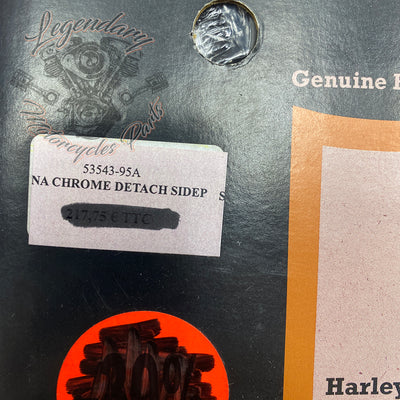 Legendary
Motorcycles Parts
Genuine
53543-95A
NA CHROME DETACH SIDEP S
217,75 € TTC
Harley